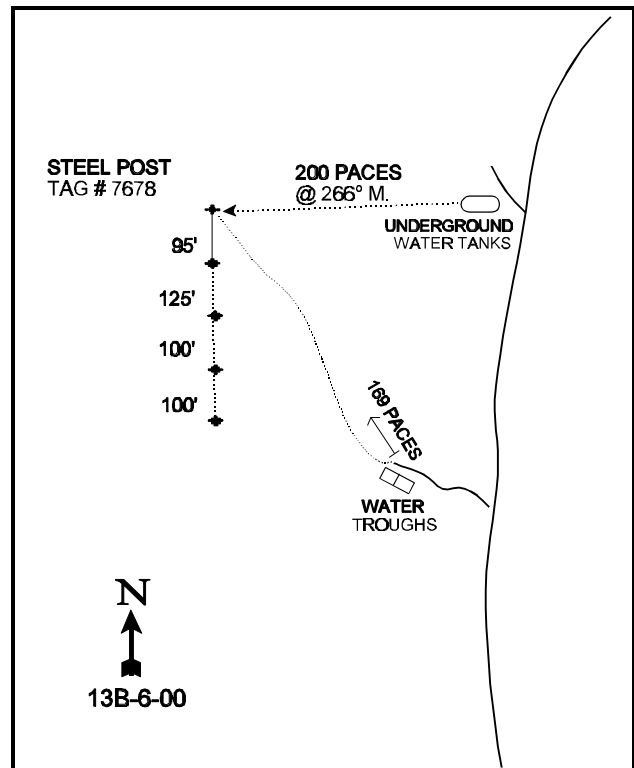 STEEL POST
TAG # 7678
200 PACES
@ 266° M.
UNDERGROUND
WATER TANKS
95'
125'
100'
100'
169 PACES
WATER
TROUGHS
N
13B-6-00